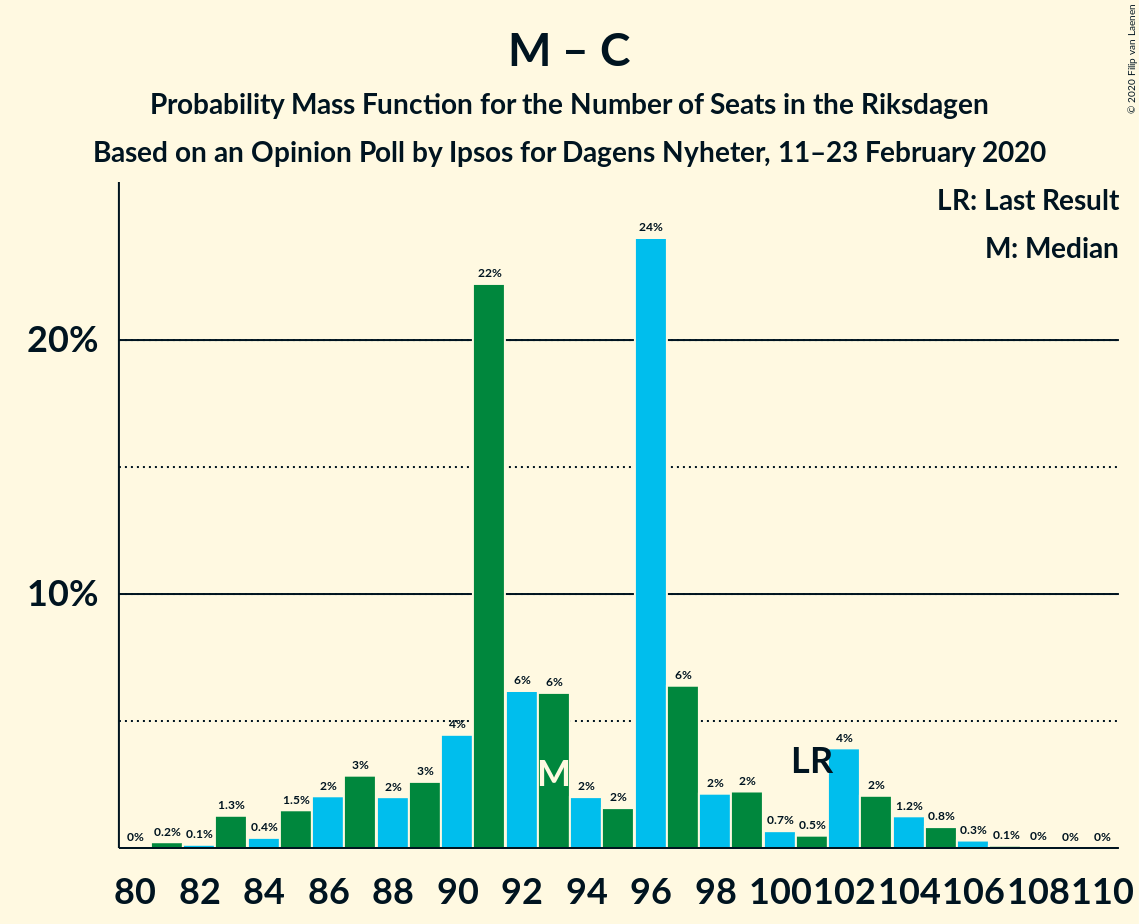 M – C
Probability Mass Function for the Number of Seats in the Riksdagen
Based on an Opinion Poll by Ipsos for Dagens Nyheter, 11–23 February 2020
© 2020 Filip van Laenen
LR: Last Result
M: Median
20%
10%
0% 0.2% 0.1% 1.3% 0.4% 1.5% 2% 3% 2% 3% 4% 22% 6% 6% 2% 2% 24% 6% 2% 2% 0.7% 0.5% 4% 2% 1.2% 0.8% 0.3% 0.1% 0% 0% 0%
M
LR
80 82 84 86 88 90 92 94 96 98 100 102 104 106 108 110